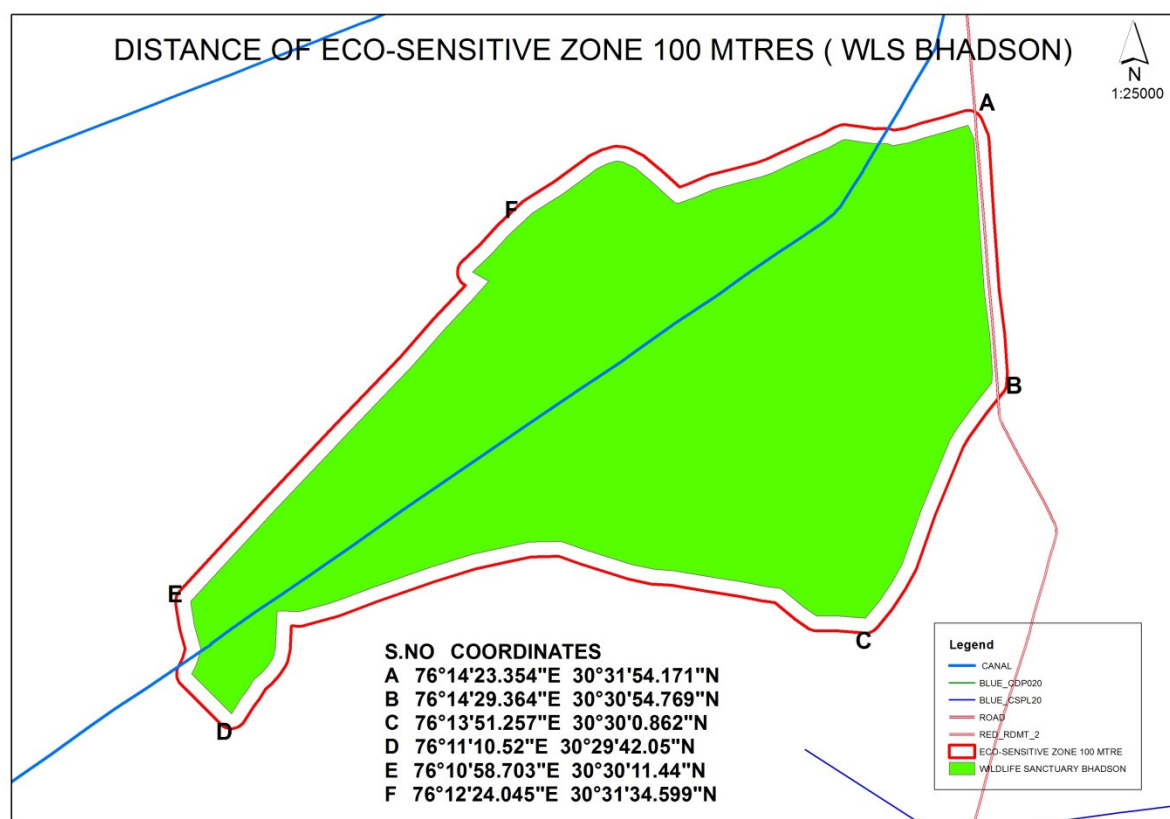 DISTANCE OF ECO-SENSITIVE ZONE 100 MTRES ( WLS BHADSON)
N
1:25000
A
F
B
E
C
D
S.NO COORDINATES
A 76°14'23.354"E 30°31'54.171"N
B 76°14'29.364"E 30°30'54.769"N
C 76°13'51.257"E 30°30'0.862"N
D 76°11'10.52"E 30°29'42.05"N
E 76°10'58.703"E 30°30'11.44"N
F 76°12'24.045"E 30°31'34.599"N
Legend
CANAL
BLUE_CDP020
BLUE_CSPL20
ROAD
RED_RDMT_2
ECO-SENSITIVE ZONE 100 MTRE
WILDLIFE SANCTUARY BHADSON